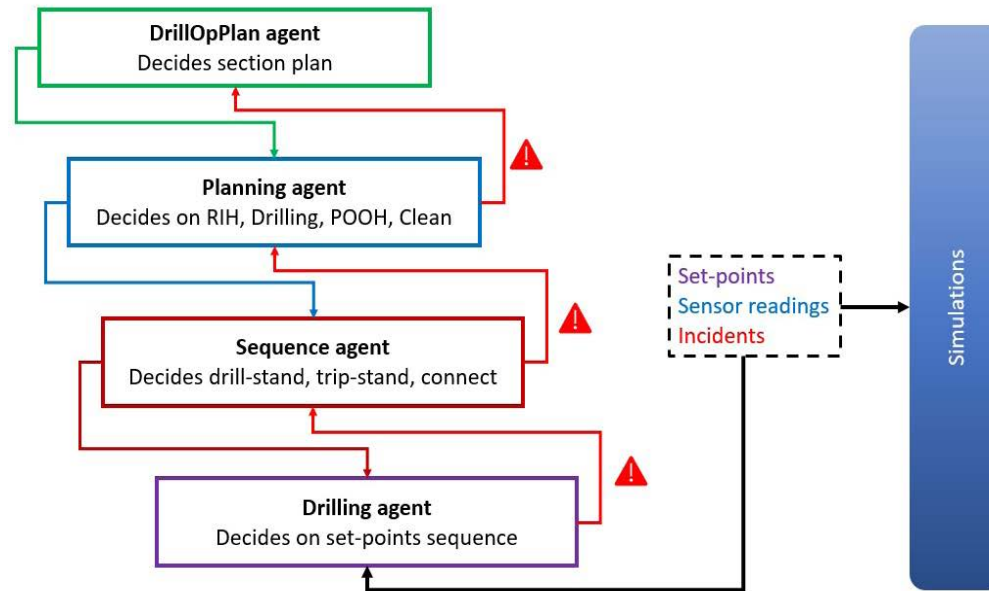 DrillOpPlan agent
Decides section plan
Planning agent
Decides on RIH, Drilling, POOH, Clean
Set-points
Sensor readings
Incidents
Simulations
Sequence agent
Decides drill-stand, trip-stand, connect
Drilling agent
Decides on set-points sequence